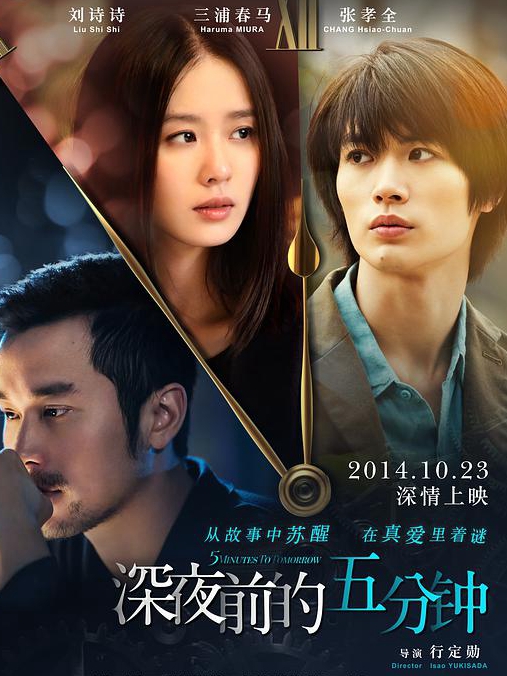 刘诗诗 三浦春马 张孝全
Liu Shi Shi Haruma MIURA CHANG Hsiao-Chuan
XII
2014.10.23
深情上映
从故事中苏醒 在真爱里着谜
5 MINUTES TO TOMORROW
深夜前的五分钟
导演 行定勋
Director Isao YUKISADA